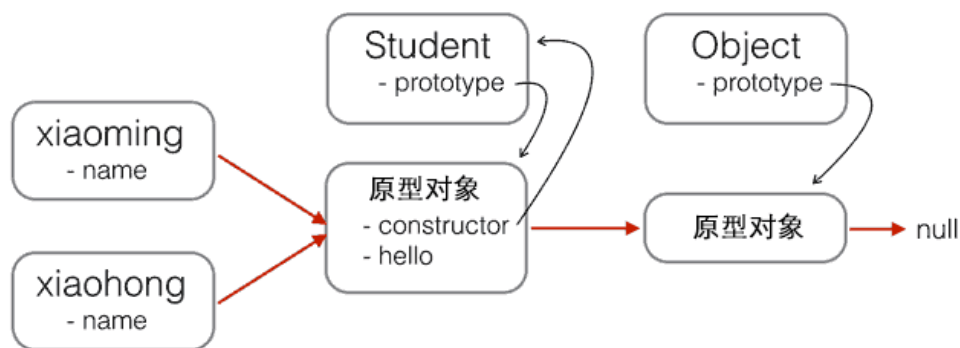 Student
- prototype
Object
- prototype
xiaoming
- name
原型对象
- constructor
- hello
原型对象
null
xiaohong
- name